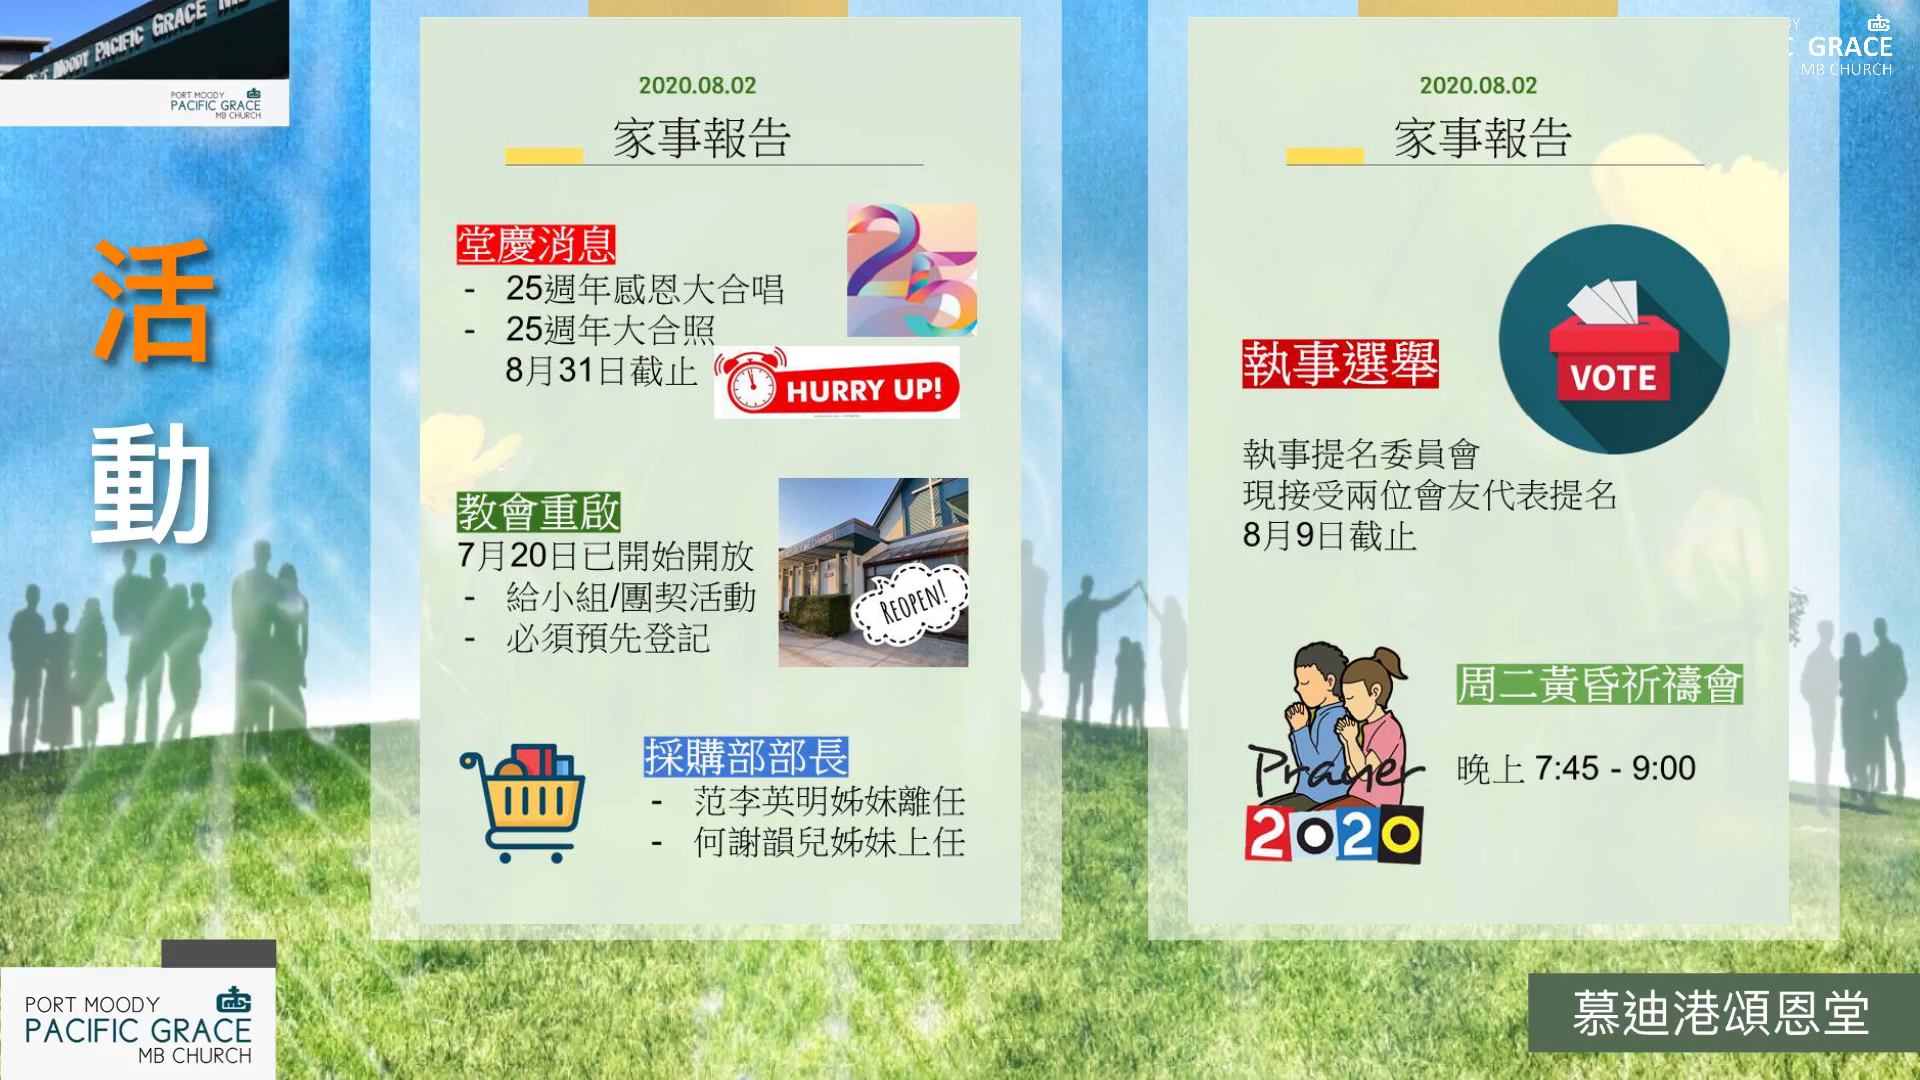 PORT MOODY PACIFIC GRACE MB
PORT MOODY
PACIFIC GRACE
MB CHURCH
活
動
2020.08.02
家事報告
堂慶消息
- 25週年感恩大合唱
- 25週年大合照
8月31日截止
25
HURRY UP!
教會重啟
7月20日已開始開放
- 給小組/團契活動
- 必須預先登記
REOPEN!
採購部部長
- 范李英明姊妹離任
- 何謝韻兒姊妹上任
2020.08.02
家事報告
執事選舉
VOTE
執事提名委員會
現接受兩位會友代表提名
8月9日截止
周二黃昏祈禱會
晚上 7:45 - 9:00
Prayer
2020
GRACE
MB CHURCH
PORT MOODY
PACIFIC GRACE
MB CHURCH
慕迪港頌恩堂